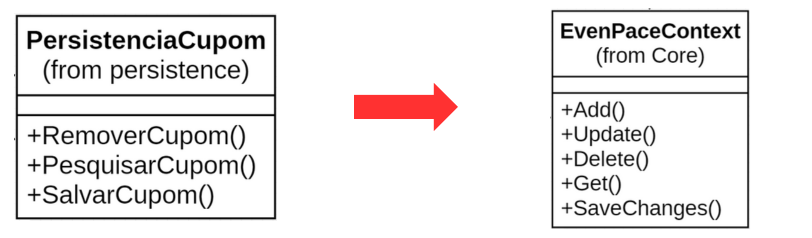 PersistenciaCupom
(from persistence)
+RemoverCupom()
+PesquisarCupom()
+SalvarCupom()
EvenPaceContext
(from Core)
+Add()
+Update()
+Delete()
+Get()
+SaveChanges()